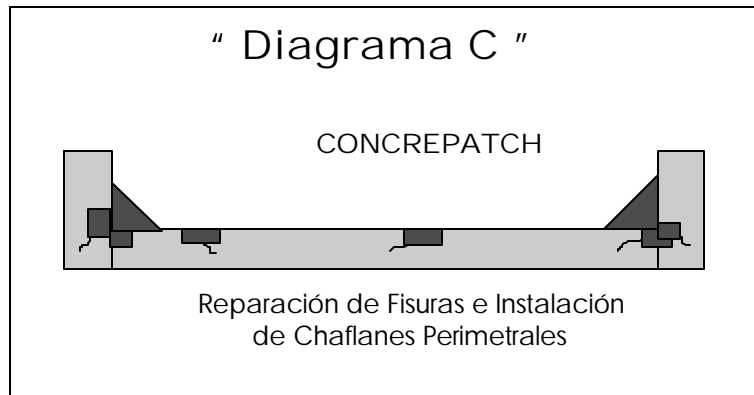 “ Diagrama C ”
CONCREPATCH
Reparación de Fisuras e Instalación
de Chaflanes Perimetrales